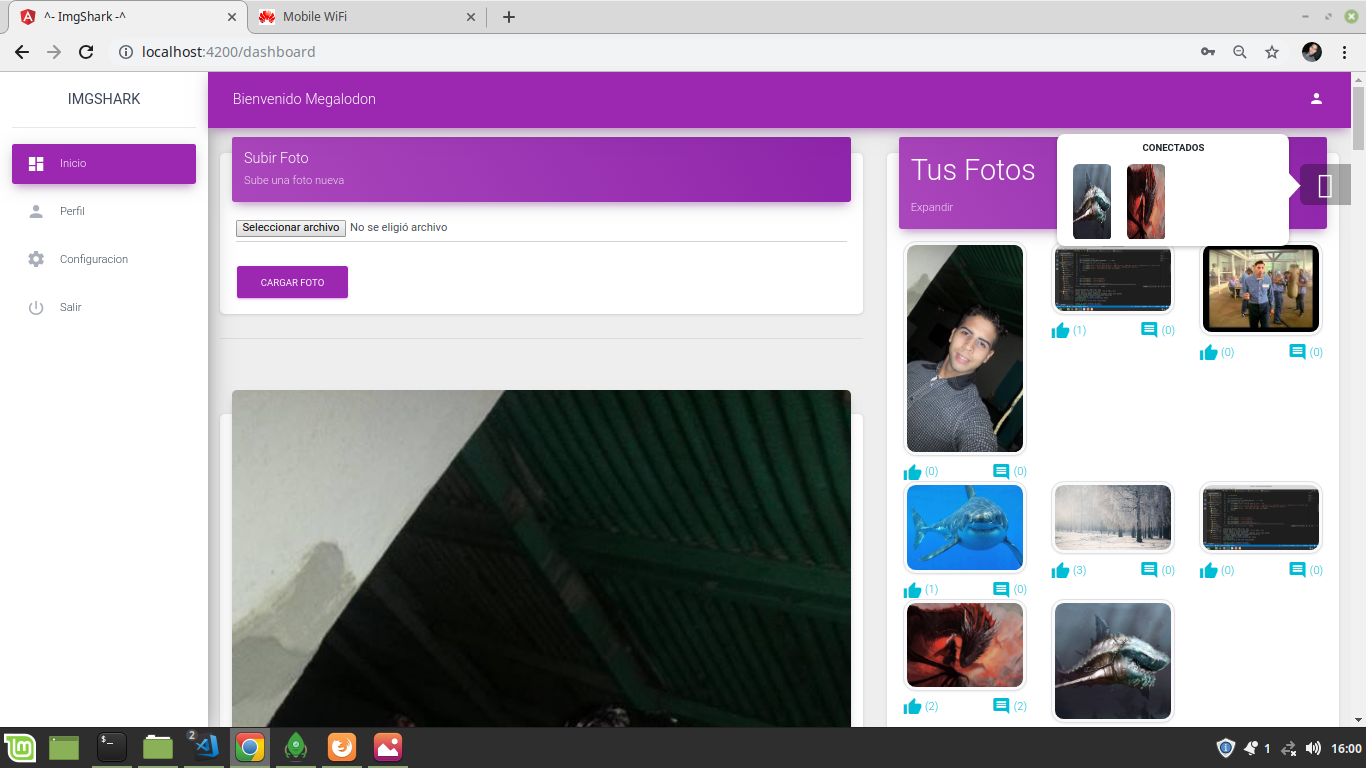 ^- ImgShark -^
Mobile WiFi
localhost:4200/dashboard
IMGSHARK
Bienvenido Megalodon
Inicio
Perfil
Configuracion
Salir
Subir Foto
Sube una foto nueva
Seleccionar archivo No se eligió archivo
CARGAR FOTO
Tus Fotos
Expandir
CONECTADOS
(1) (0)
(0) (0)
(0) (0)
(1) (0)
(3) (0)
(0) (0)
(2) (2)
$_
2
1
16:00